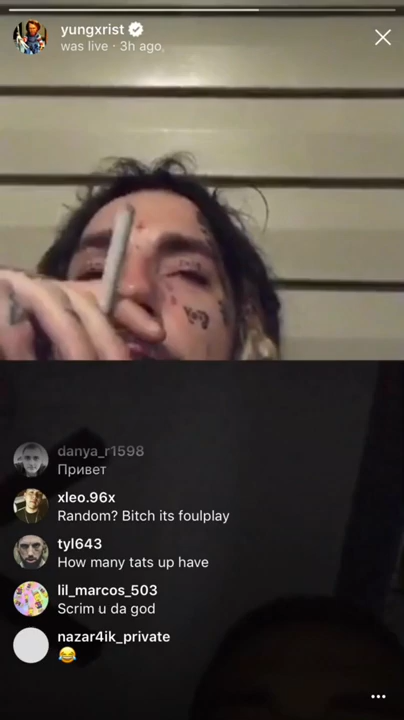 yungxrist
was live · 3h ago,
danya_r1598
Привет
xleo.96x
Random? Bitch its foulplay
tyl643
How many tats up have
lil_marcos_503
Scrim u da god
nazar4ik_private
😂